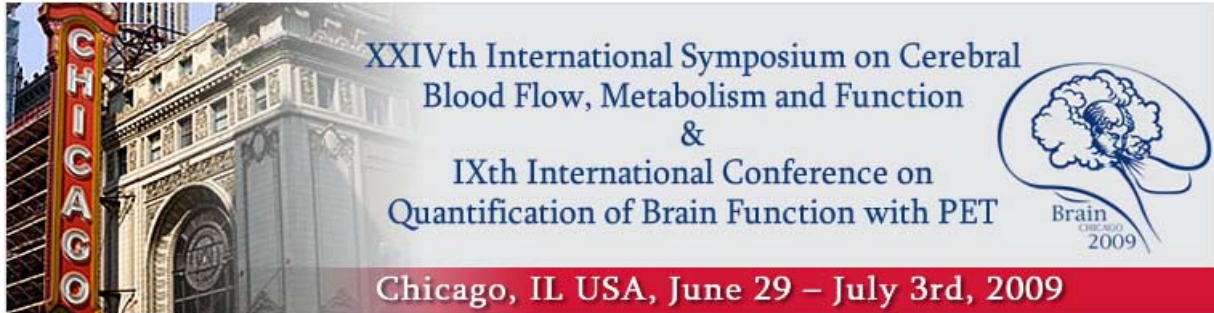 CHICAGO
XXIVth International Symposium on Cerebral
Blood Flow, Metabolism and Function
&
IXth International Conference on
Quantification of Brain Function with PET
Brain
CHICAGO
2009
Chicago, IL USA, June 29 – July 3rd, 2009